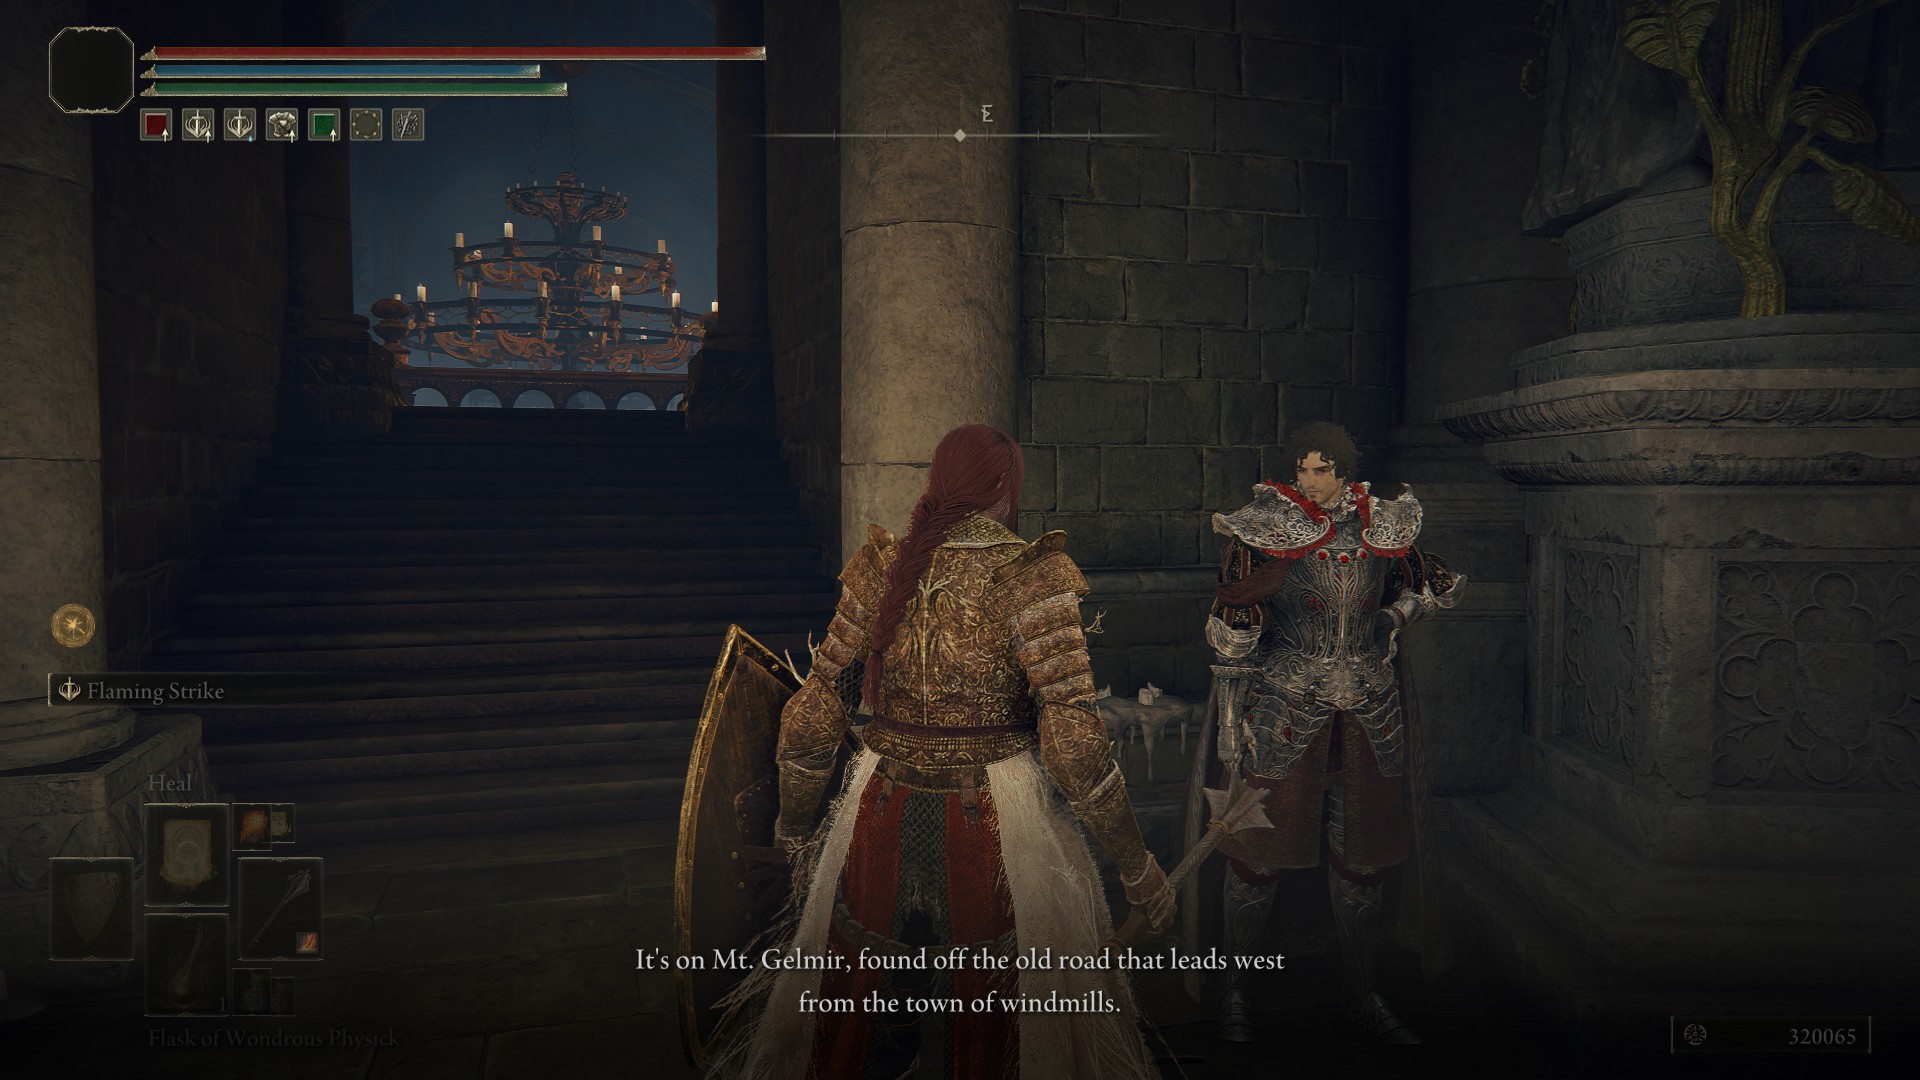 E
Flaming Strike
Heal
1
Flask of Wondrous Physick
It's on Mt. Gelmir, found off the old road that leads west
from the town of windmills.
320065